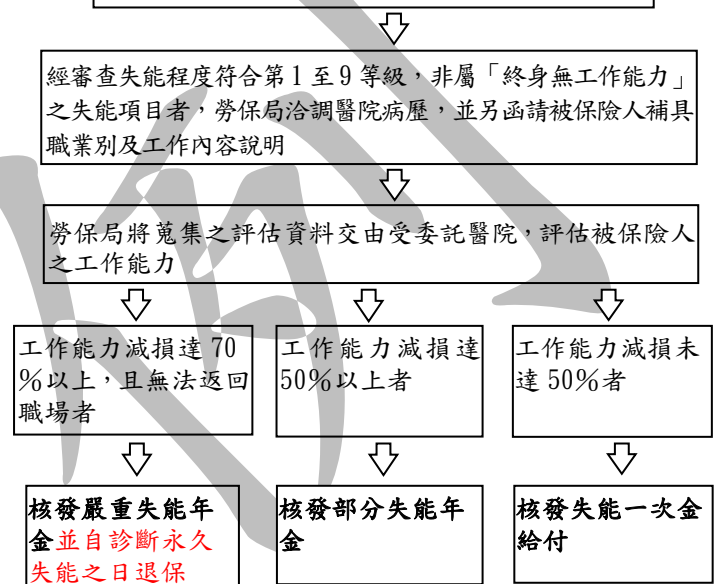 經審查失能程度符合第1至9等級，非屬「終身無工作能力」
之失能項目者，勞保局洽調醫院病歷，並另函請被保險人補具
職業別及工作內容說明
勞保局將蒐集之評估資料交由受委託醫院，評估被保險人
之工作能力
工作能力減損達 70
％以上，且無法返回
職場者
工作能力減損達
50％以上者
工作能力減損未
達 50％者
核發嚴重失能年
金並自診斷永久
失能之日退保
核發部分失能年
金
核發失能一次金
給付